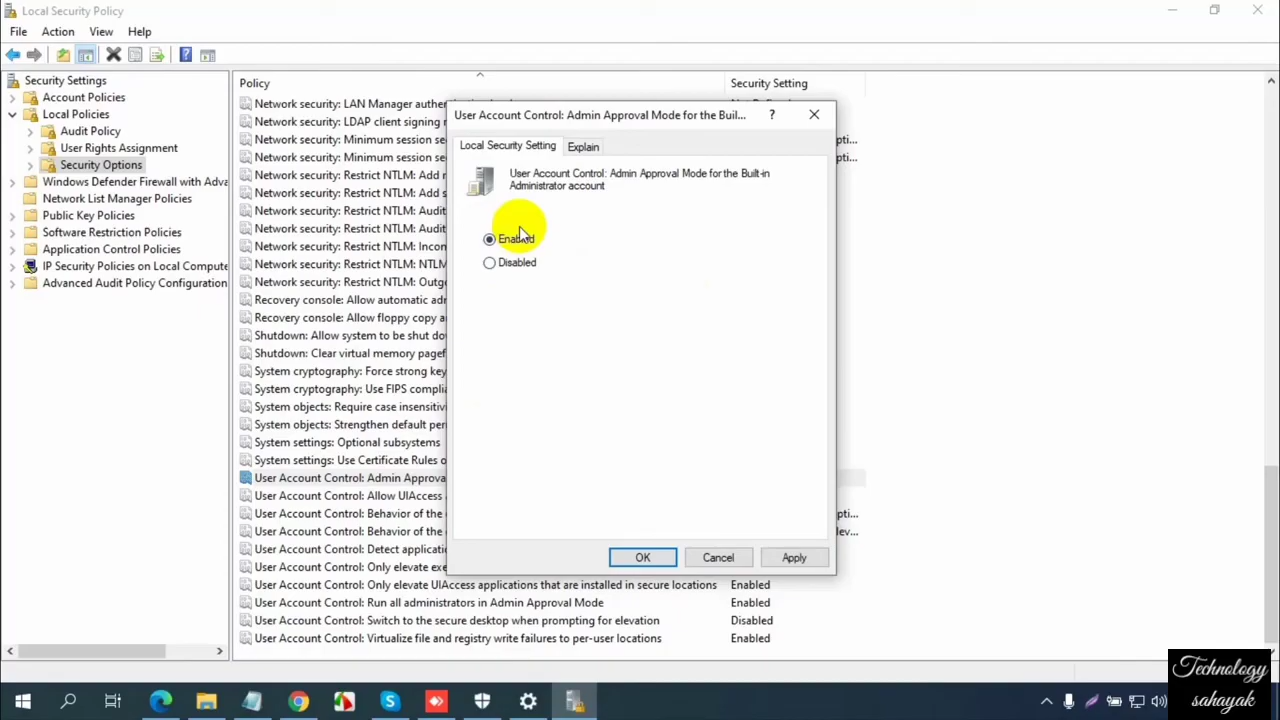 Local Security Policy
File Action View Help
Security Settings
Account Policies
Local Policies
Audit Policy
User Rights Assignment
Security Options
Windows Defender Firewall with Adva
Network List Manager Policies
Public Key Policies
Software Restriction Policies
Application Control Policies
IP Security Policies on Local Compute
Advanced Audit Policy Configuration
Policy Security Setting
Network security: LAN Manager authe
Network security: LDAP client signing
Network security: Minimum session se
Network security: Minimum session se
Network security: Restrict NTLM: Add r
Network security: Restrict NTLM: Add s
Network security: Restrict NTLM: Audit
Network security: Restrict NTLM: Audit
Network security: Restrict NTLM: Incon
Network security: Restrict NTLM: NTL
Network security: Restrict NTLM: Outg
Recovery console: Allow automatic adr
Recovery console: Allow floppy copy a
Shutdown: Allow system to be shut do
Shutdown: Clear virtual memory pagef
System cryptography: Force strong key
System cryptography: Use FIPS complia
System objects: Require case insensitivi
System objects: Strengthen default per
System settings: Optional subsystems
System settings: Use Certificate Rules o
User Account Control: Admin Approva
User Account Control: Allow UIAccess
User Account Control: Behavior of the
User Account Control: Behavior of the
User Account Control: Detect applicati
User Account Control: Only elevate exe
User Account Control: Only elevate UIAccess applications that are installed in secure locations Enabled
User Account Control: Run all administrators in Admin Approval Mode Enabled
User Account Control: Switch to the secure desktop when prompting for elevation Disabled
User Account Control: Virtualize file and registry write failures to per-user locations Enabled
User Account Control: Admin Approval Mode for the Buil...
Local Security Setting Explain
User Account Control: Admin Approval Mode for the Built-in
Administrator account
Enabled
Disabled
OK Cancel Apply
Technology
sahayak